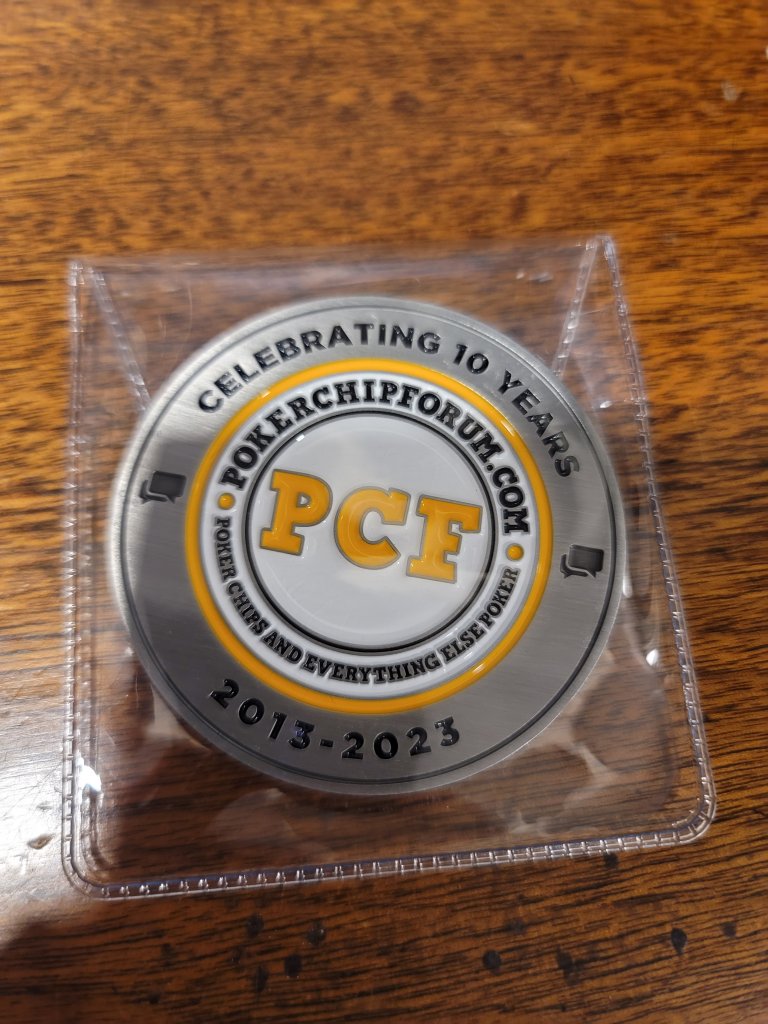 CELEBRATING 10 YEARS
POKERCHIPFORUM.COM
PCF
POKER CHIPS AND EVERYTHING ELSE POKER
2013-2023